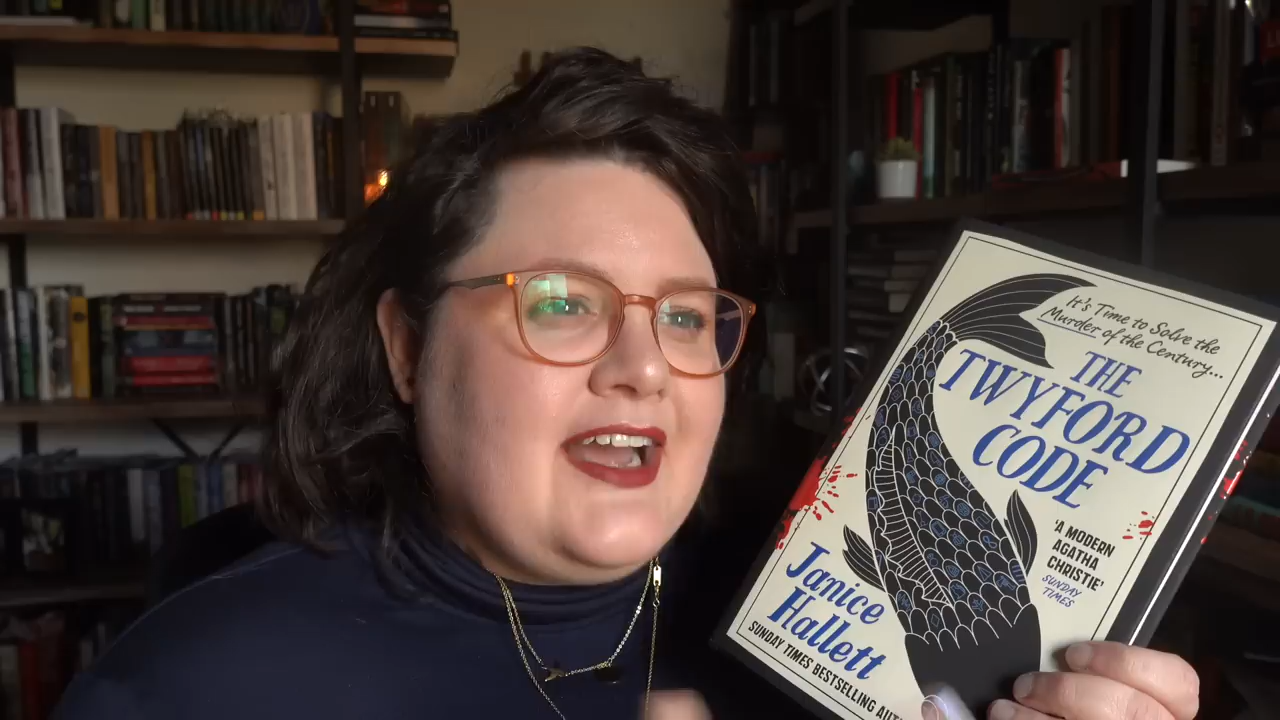 It's Time to Solve the
Murder of the Century...
THE
TWYFORD
CODE
'A MODERN
AGATHA
CHRISTIE'
SUNDAY
TIMES
Janice
Hallett
SUNDAY TIMES BESTSELLING